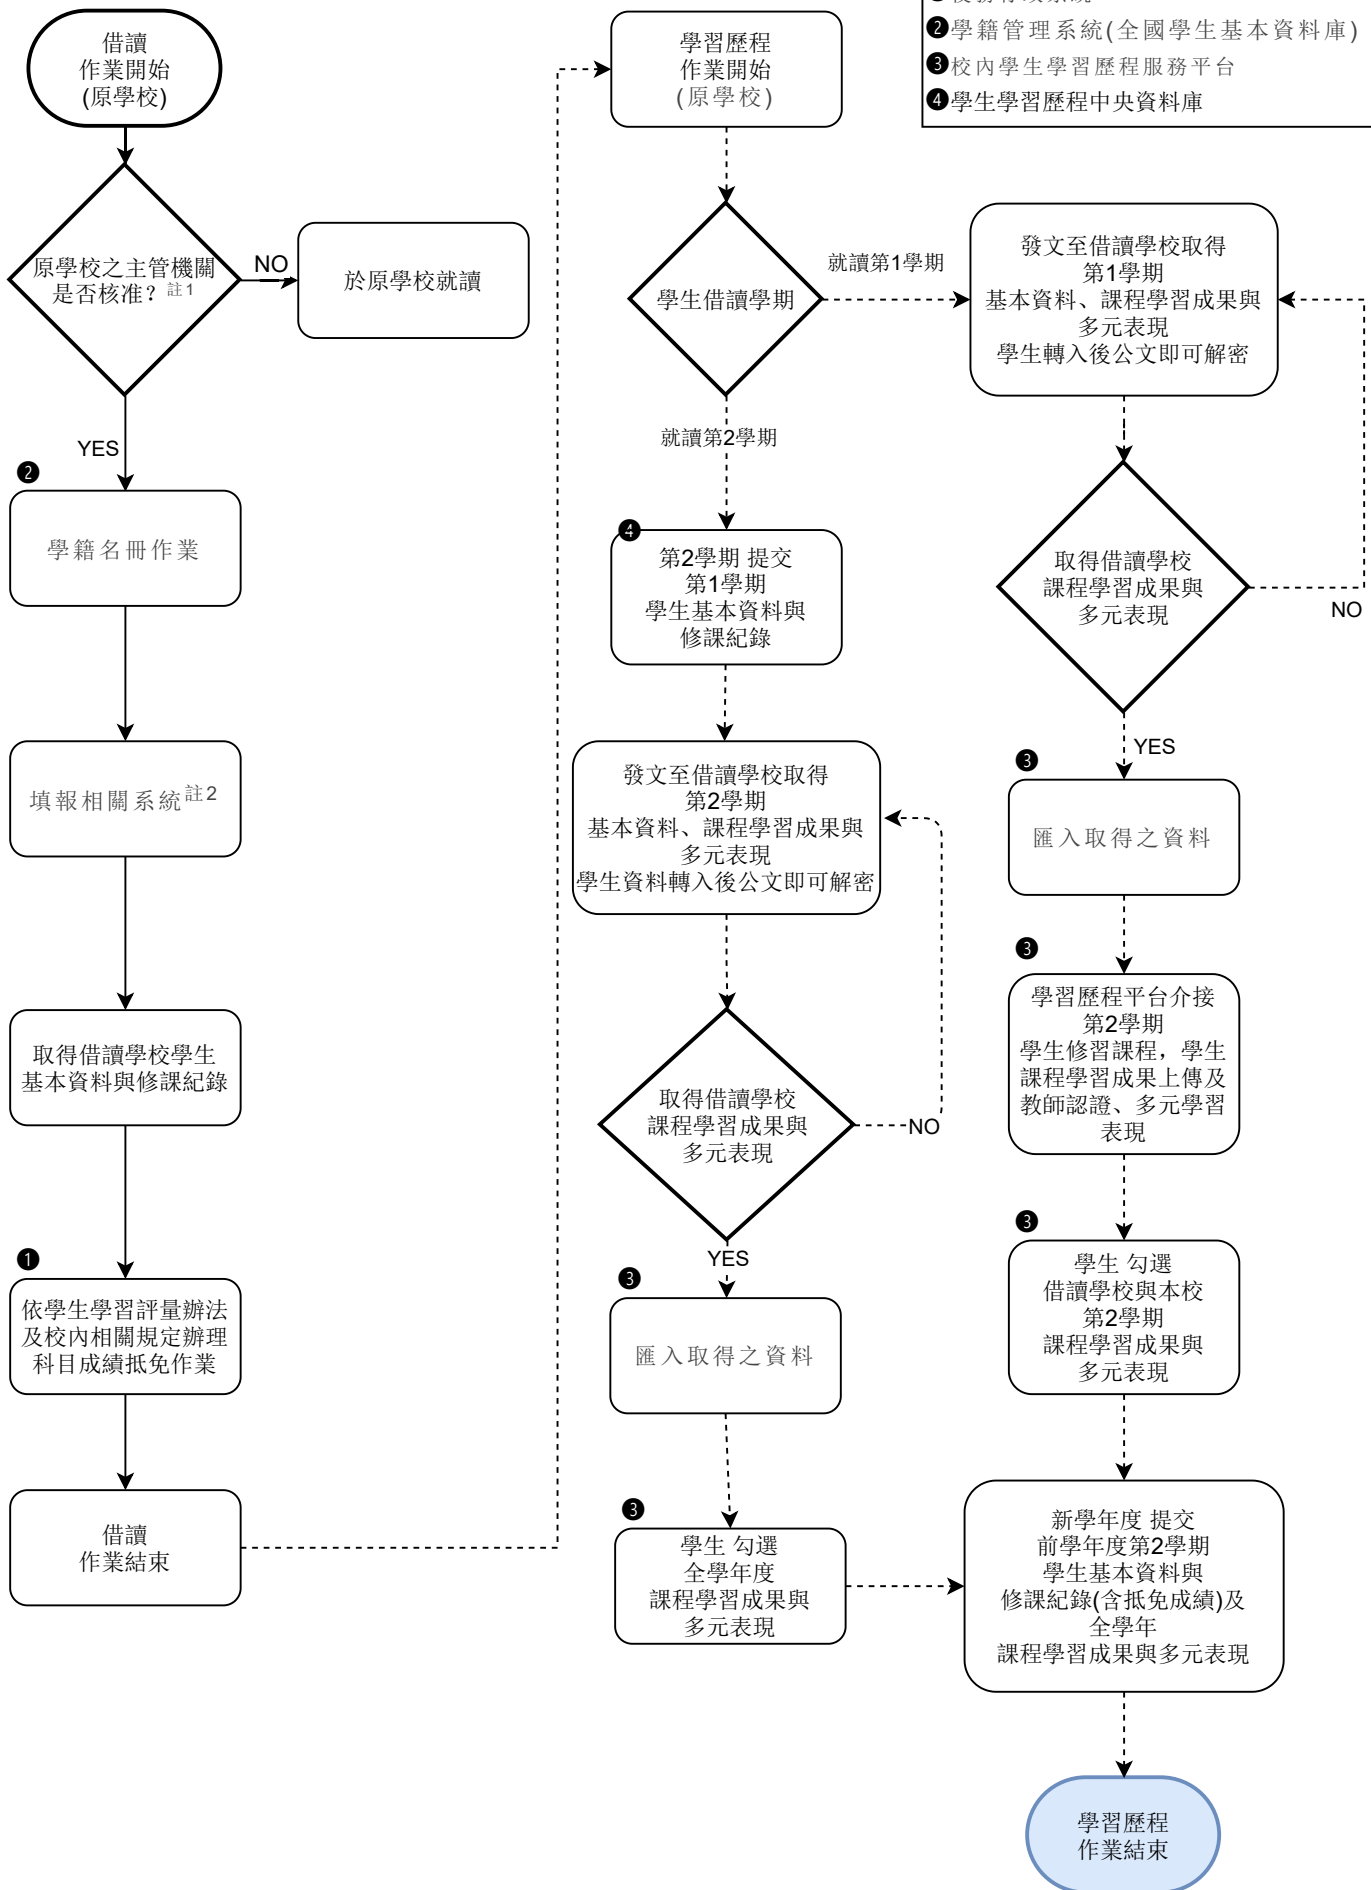 借讀
作業開始
(原學校)
原學校之主管機關
是否核准? 註1
NO
於原學校就讀
YES
❷
學籍名冊作業
填報相關系統註2
取得借讀學校學生
基本資料與修課紀錄
❶
依學生學習評量辦法
及校內相關規定辦理
科目成績抵免作業
借讀
作業結束
學習歷程
作業開始
(原學校)
學生借讀學期
就讀第1學期
就讀第2學期
❹
第2學期 提交
第1學期
學生基本資料與
修課紀錄
發文至借讀學校取得
第2學期
基本資料、課程學習成果與
多元表現
學生資料轉入後公文即可解密
取得借讀學校
課程學習成果與
多元表現
NO
YES
❸
匯入取得之資料
❸
學生 勾選
全學年度
課程學習成果與
多元表現
❷學籍管理系統(全國學生基本資料庫)
❸校內學生學習歷程服務平台
❹學生學習歷程中央資料庫
發文至借讀學校取得
第1學期
基本資料、課程學習成果與
多元表現
學生轉入後公文即可解密
取得借讀學校
課程學習成果與
多元表現
NO
YES
❸
匯入取得之資料
❸
學習歷程平台介接
第2學期
學生修習課程，學生
課程學習成果上傳及
教師認證、多元學習
表現
❸
學生 勾選
借讀學校與本校
第2學期
課程學習成果與
多元表現
新學年度 提交
前學年度第2學期
學生基本資料與
修課紀錄(含抵免成績)及
全學年
課程學習成果與多元表現
學習歷程
作業結束